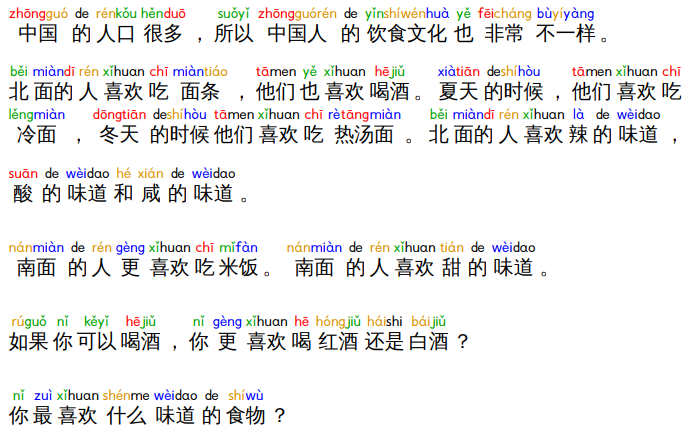 zhōngguó de rénkǒu hěnduō suǒyǐ zhōngguórén de yǐnshíwénhuà yě fēicháng bùyíyàng
中国 的人口 很多 ，所以 中国人 的 饮食文化 也 非常 不一样。
běi miàndī rén xǐhuan chī miàntiáo tāmen yě xǐhuan hējiǔ xiàtiān deshíhòu tāmen xǐhuan chī
北 面的 人 喜欢 吃 面条 ，他们 也 喜欢 喝酒。夏天 的时候 ，他们 喜欢 吃
lěngmiàn dōngtiān deshíhòu tāmen xǐhuan chī rètāngmiàn běi miàndī rén xǐhuan là de wèidao
冷面 ，冬天 的时候 他们 喜欢 吃 热汤面 。北 面的 人 喜欢 辣 的 味道 ，
suān de wèidao hé xián de wèidao
酸 的 味道 和 咸 的 味道 。
nánmiàn de rén gèng xǐhuan chī mǐfàn nánmiàn de rén xǐhuan tián de wèidao
南面 的 人 更 喜欢 吃 米饭。 南面 的 人 喜欢 甜 的 味道 。
rúguǒ nǐ kěyǐ hējiǔ nǐ gèng xǐhuan hē hóngjiǔ háishi báijiǔ
如果 你 可以 喝酒 ，你 更 喜欢 喝 红酒 还是 白酒 ？
nǐ zuì xǐhuan shénme wèidao de shíwù
你 最 喜欢 什么 味道 的 食物 ？